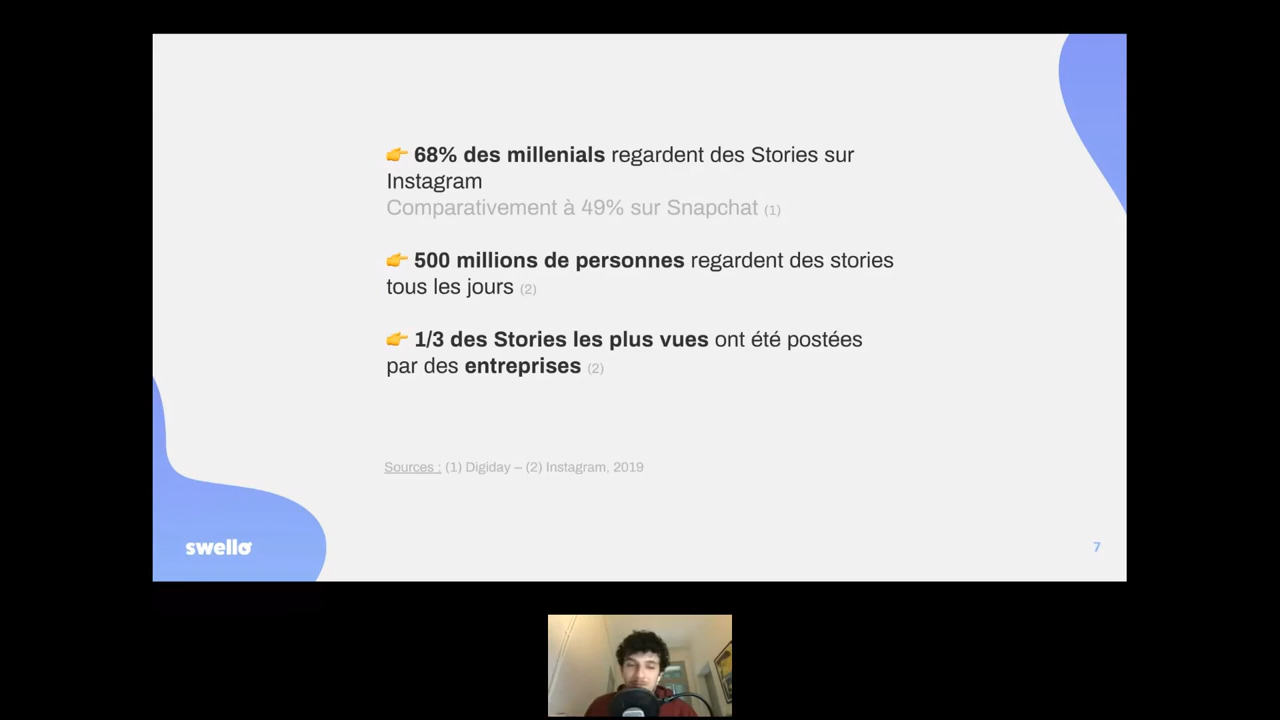 👉 68% des millenials regardent des Stories sur
Instagram
Comparativement à 49% sur Snapchat (1)
👉 500 millions de personnes regardent des stories
tous les jours (2)
👉 1/3 des Stories les plus vues ont été postées
par des entreprises (2)
Sources : (1) Digiday – (2) Instagram, 2019
swello
7